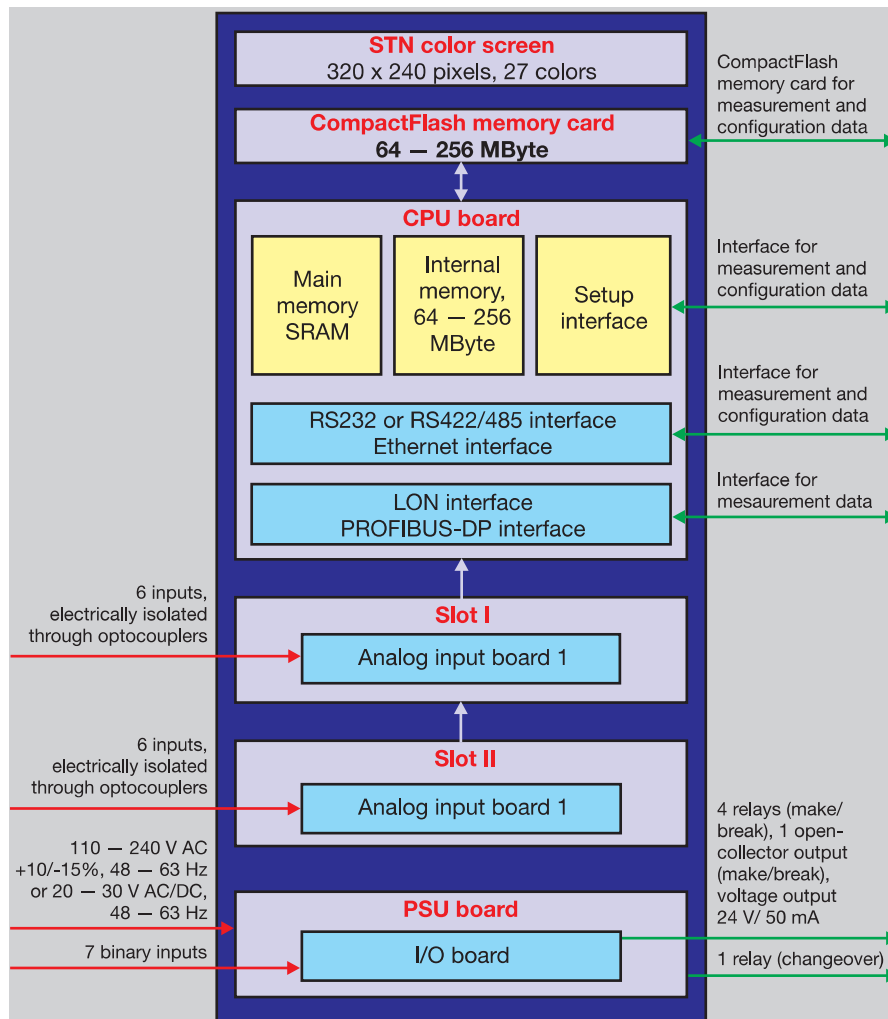 STN color screen
320 x 240 pixels, 27 colors
CompactFlash memory card
64 — 256 MByte
CompactFlash
memory card for
measurement and
configuration data
CPU board
Main
memory
SRAM
Internal
memory,
64 — 256
MByte
Setup
interface
Interface for
measurement and
configuration data
RS232 or RS422/485 interface
Ethernet interface
Interface for
measurement and
configuration data
LON interface
PROFIBUS-DP interface
Interface for
mesaurement data
6 inputs,
electrically isolated
through optocouplers
Slot I
Analog input board 1
6 inputs,
electrically isolated
through optocouplers
Slot II
Analog input board 1
110 — 240 V AC
+10/-15%, 48 — 63 Hz
or 20 — 30 V AC/DC,
48 — 63 Hz
7 binary inputs
PSU board
I/O board
4 relays (make/
break), 1 open-
collector output
(make/break),
voltage output
24 V/ 50 mA
1 relay (changeover)